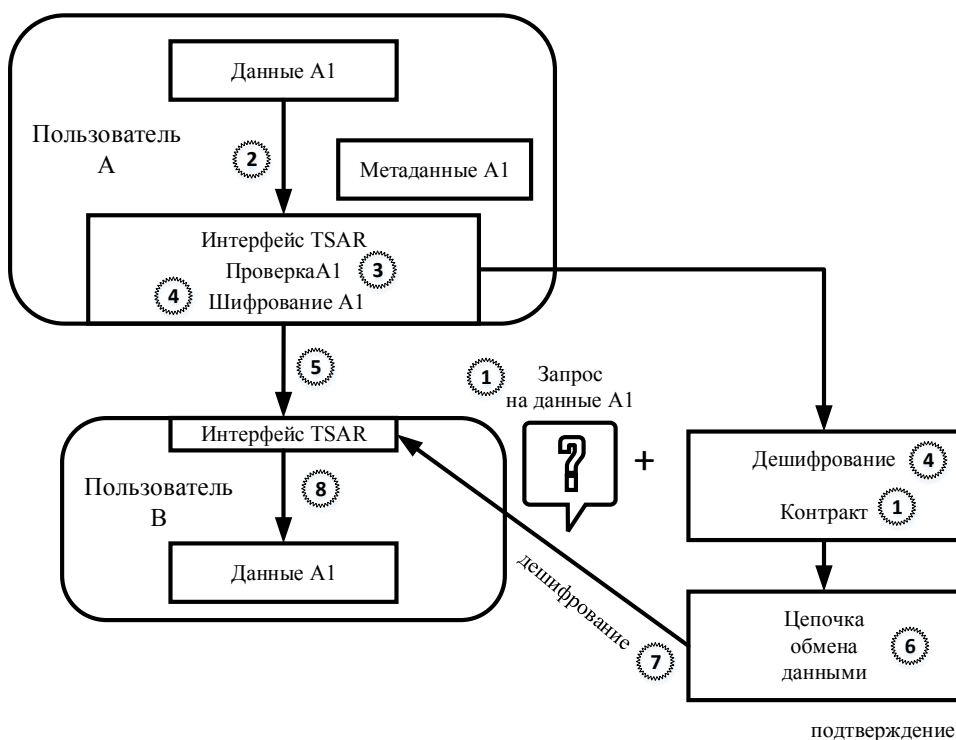 Данные А1
Пользователь
А
2
Метаданные А1
Интерфейс TSAR
ПроверкаА1
3
4
Шифрование А1
5
1
Запрос
на данные А1
?
+
Интерфейс TSAR
Пользователь
В
8
Данные А1
Дешифрование
4
Контракт
1
дешифрование
7
Цепочка
обмена
данными
6
подтверждение